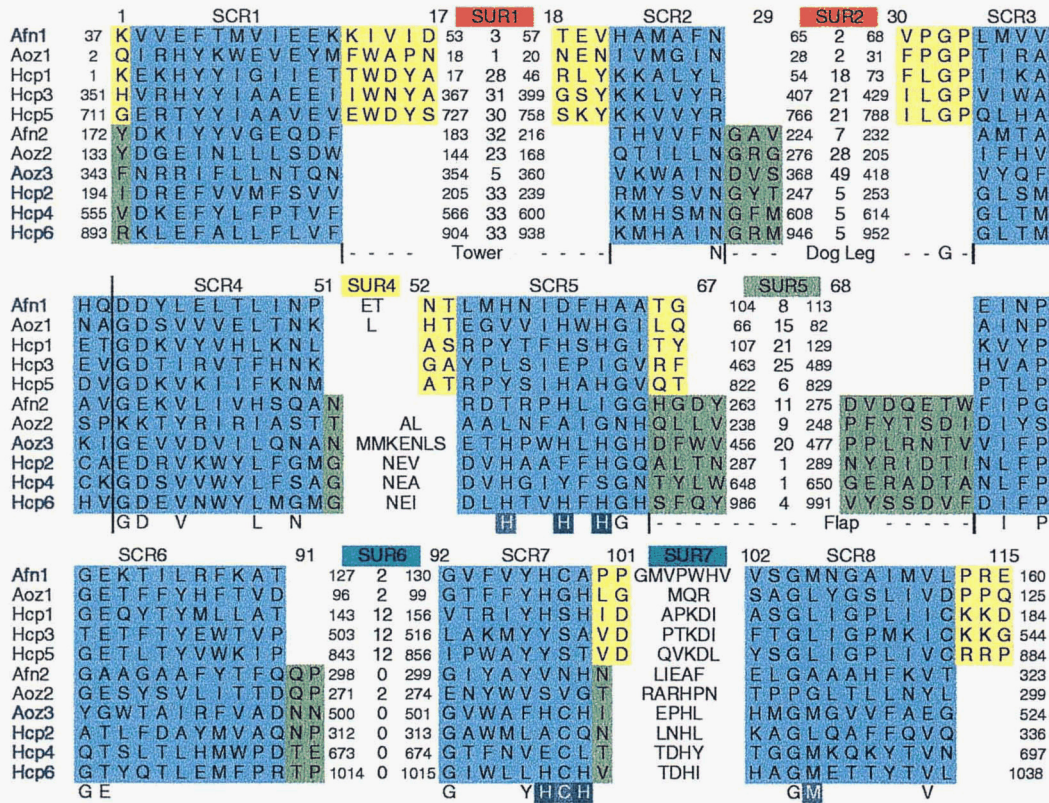 1 SCR1 17 SUR1 18 SCR2 29 SUR2 30 SCR3
Afn1 37 K V V E F T M V I E E K K I V I D 53 3 57 T E V H A M A F N 65 2 68 V P G P L M V V
Aoz1 2 Q I R H Y K W E V E Y M F W A P N 18 1 20 N E N I V M G I N 28 2 31 F P G P T I R A
Hcp1 1 K E K H Y Y I G I I E T T W D Y A 17 28 46 R L Y K K A L Y L 54 18 73 F L G P I I K A
Hcp3 351 H V R H Y Y I A A E E I I W N Y A 367 31 399 G S Y K K L V Y R 407 21 429 I L G P V I W A
Hcp5 711 G E R T Y Y I A A V E V E W D Y S 727 30 758 S K Y K K V V Y R 766 21 788 I L G P Q L H A
Afn2 172 Y D K I Y Y V G E Q D F 183 32 216 T H V V F N G A V 224 7 232 A M T A
Aoz2 133 Y D G E I N L L L S D W 144 23 168 Q T I L L N G R G 276 28 205 I F H V
Aoz3 343 F N R R I F L L N T Q N 354 5 360 V K W A I N D V S 368 49 418 V Y Q F
Hcp2 194 I D R E F V V M F S V V 205 33 239 R M Y S V N G Y T 247 5 253 G L S M
Hcp4 555 V D K E F Y L F P T V F 566 33 600 K M H S M N G F M 608 5 614 G L T M
Hcp6 893 R K L E F A L L F L V F 904 33 938 K M H A I N G R M 946 5 952 G L T M
- - - - - Tower - - - - - N - - - - Dog Leg - - G -
SCR4 51 SUR4 52 SCR5 67 SUR5 68
Afn1 H Q D D Y L E L T L I N P ET N T L M H N I D F H A A T G 104 8 113 E I N P
Aoz1 N A G D S V V V E L T N K L H T E G V V I H W H G I L Q 66 15 82 A I N P
Hcp1 E T G D K V Y V H L K N L A S R P Y T F H S H G I T Y 107 21 129 K V Y P
Hcp3 E V G D T I R V T F H N K G A Y P L S I E P I G V R F 463 25 489 H V S P
Hcp5 D V G D K V K I I F K N M A T R P Y S I H A H G V Q T 822 6 829 P T L P
Afn2 A V G E K V L I V H S Q A N R D T R P H L I G G H G D Y 263 11 275 D V D Q E T W F I P G
Aoz2 S P K K T Y R I R I A S T T AL A A L N F A I G N H Q L L V 238 9 248 P F Y T S D I D I Y S
Aoz3 K I G E V V D V I L Q N A N MMKENLS E T H P W H L H G H D F W V 456 20 477 P P L R N T V V I F P
Hcp2 C A E D R V K W Y L F G M G NEV D V H A A F F H G Q A L T N 287 1 289 N Y R I D T I N L F P
Hcp4 K V G D E V V W Y L F S A G NEA D V H G I Y F S G N T Y L W 648 1 650 G E R A D T A N L F P
Hcp6 H V G D E V N W Y L M G M G NEI D L H T V H F H G H S F Q Y 986 4 991 V Y S S D V F D I F P
G D V L N H H H G - - - - - - - - Flap - - - - - I P
SCR6 91 SUR6 92 SCR7 101 SUR7 102 SCR8 115
Afn1 G E K T I L R F K A T 127 2 130 G V F V Y H C A P P GMVPWHV V S G M N G A I M V L P R E 160
Aoz1 G E T F F Y H F T V D 96 2 99 G T F F Y H G H L G MQR S A G L Y G S L I V D P P Q 125
Hcp1 G E Q Y T Y M L L A T 143 12 156 V T R I Y H S H I D APKDI A S G L I G P L I I C K K D 184
Hcp3 T E T F T Y E W T V P 503 12 516 L A K M Y Y S A V D PTKDI F T G L I G P M K I C K K G 544
Hcp5 G E T L T Y V W K I P 843 12 856 I P W A Y Y S T V D QVKDL Y S G L I G P L I V C R R P 884
Afn2 G A A G A A F Y T F Q Q P 298 0 299 G I Y A Y V N H N LIEAF E L G A A A H F K V T 323
Aoz2 G E S Y S V L I T T D Q P 271 2 274 E N Y W V S V G T RARHPN T P P G L T L L N Y L 299
Aoz3 Y G W T A I R F V A D N N 500 0 501 G V W A F H C H I EPHL H M G M G V V F A E G 524
Hcp2 A T L F D A Y M V A Q N P 312 0 313 G A W M L A C Q N LNHL K A G L Q A F F Q V Q 336
Hcp4 Q T S L T L H M W P D T E 673 0 674 G T F N V E C L T TDHY T G G M K Q K Y T V N 697
Hcp6 G T Y Q T L E M F P R T P 1014 0 1015 G I W L L H C H V TDHI H A G M E T T Y T V L 1038
G E G Y H C H G M V